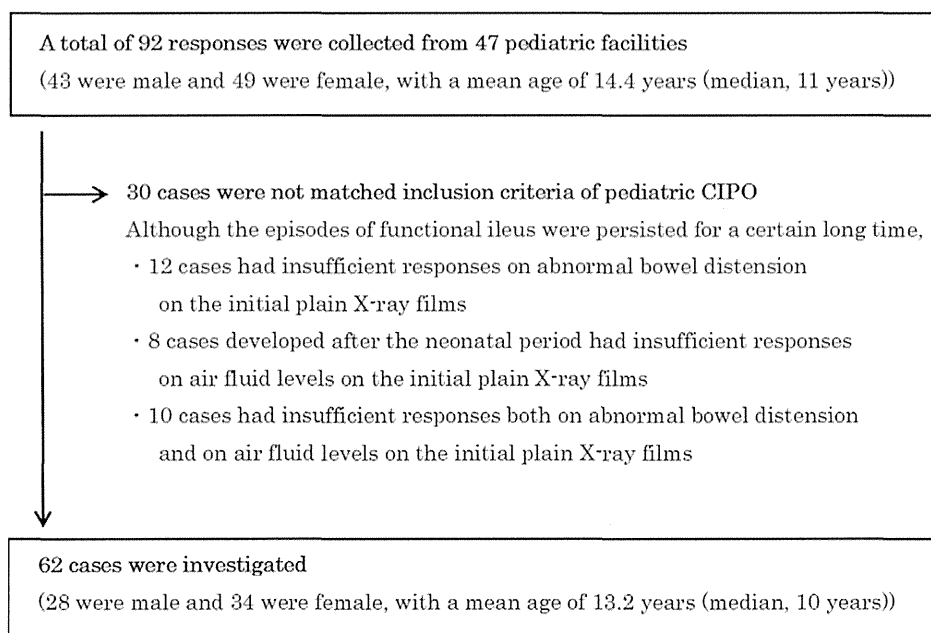 A total of 92 responses were collected from 47 pediatric facilities
(43 were male and 49 were female, with a mean age of 14.4 years (median, 11 years))
30 cases were not matched inclusion criteria of pediatric CIPO
Although the episodes of functional ileus were persisted for a certain long time,
・12 cases had insufficient responses on abnormal bowel distension
on the initial plain X-ray films
・8 cases developed after the neonatal period had insufficient responses
on air fluid levels on the initial plain X-ray films
・10 cases had insufficient responses both on abnormal bowel distension
and on air fluid levels on the initial plain X-ray films
62 cases were investigated
(28 were male and 34 were female, with a mean age of 13.2 years (median, 10 years))